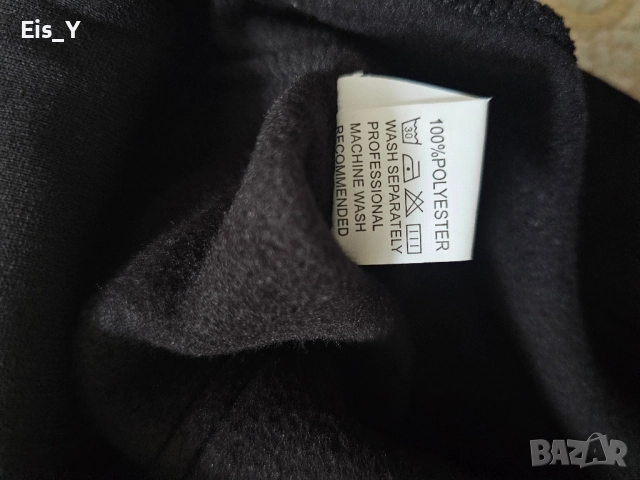 Eis_Y
100%POLYESTER
30
WASH SEPARATELY
PROFESSIONAL
MACHINE WASH
RECOMMENDED
BAZAR